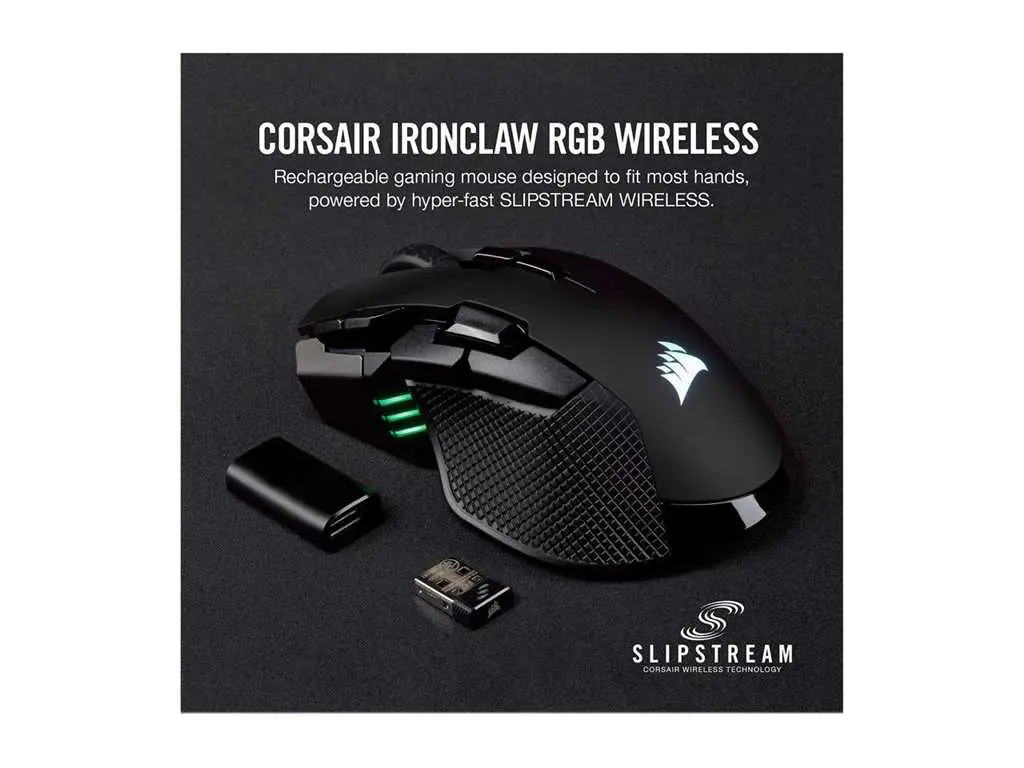 CORSAIR IRONCLAW RGB WIRELESS
Rechargeable gaming mouse designed to fit most hands,
powered by hyper-fast SLIPSTREAM WIRELESS.
SLIPSTREAM
CORSAIR WIRELESS TECHNOLOGY